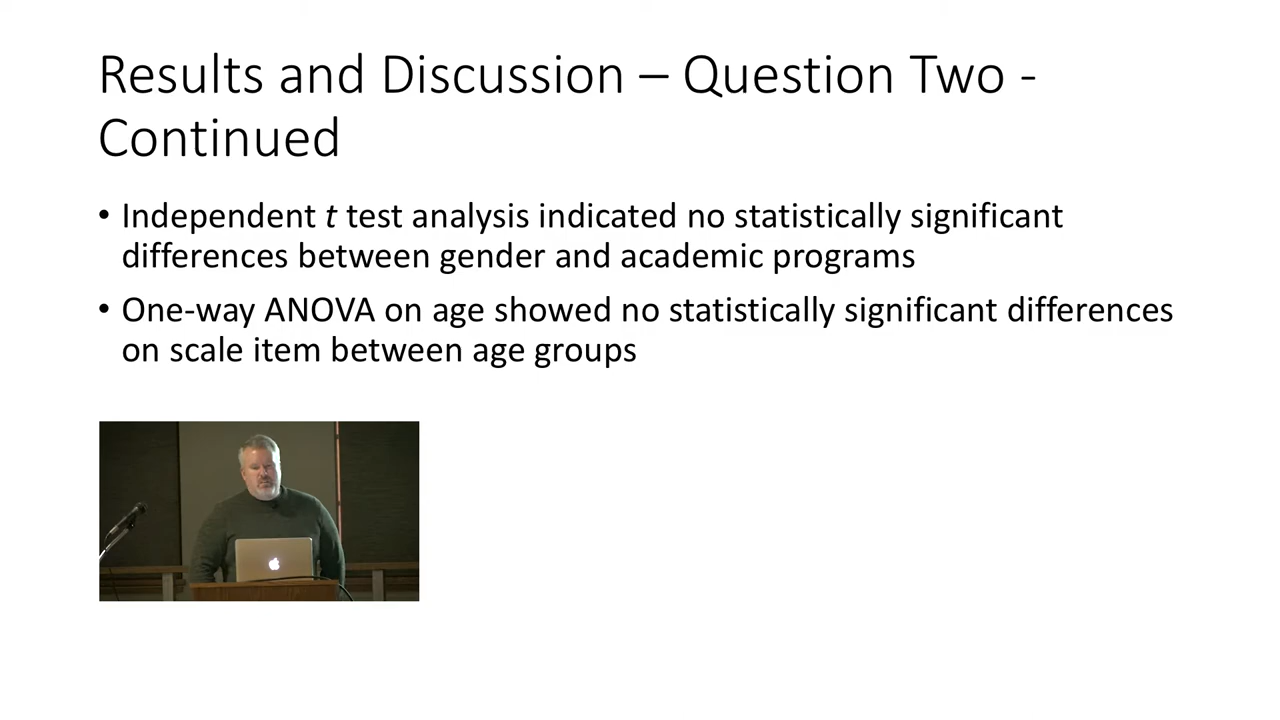 Results and Discussion – Question Two -
Continued
• Independent t test analysis indicated no statistically significant
differences between gender and academic programs
• One-way ANOVA on age showed no statistically significant differences
on scale item between age groups